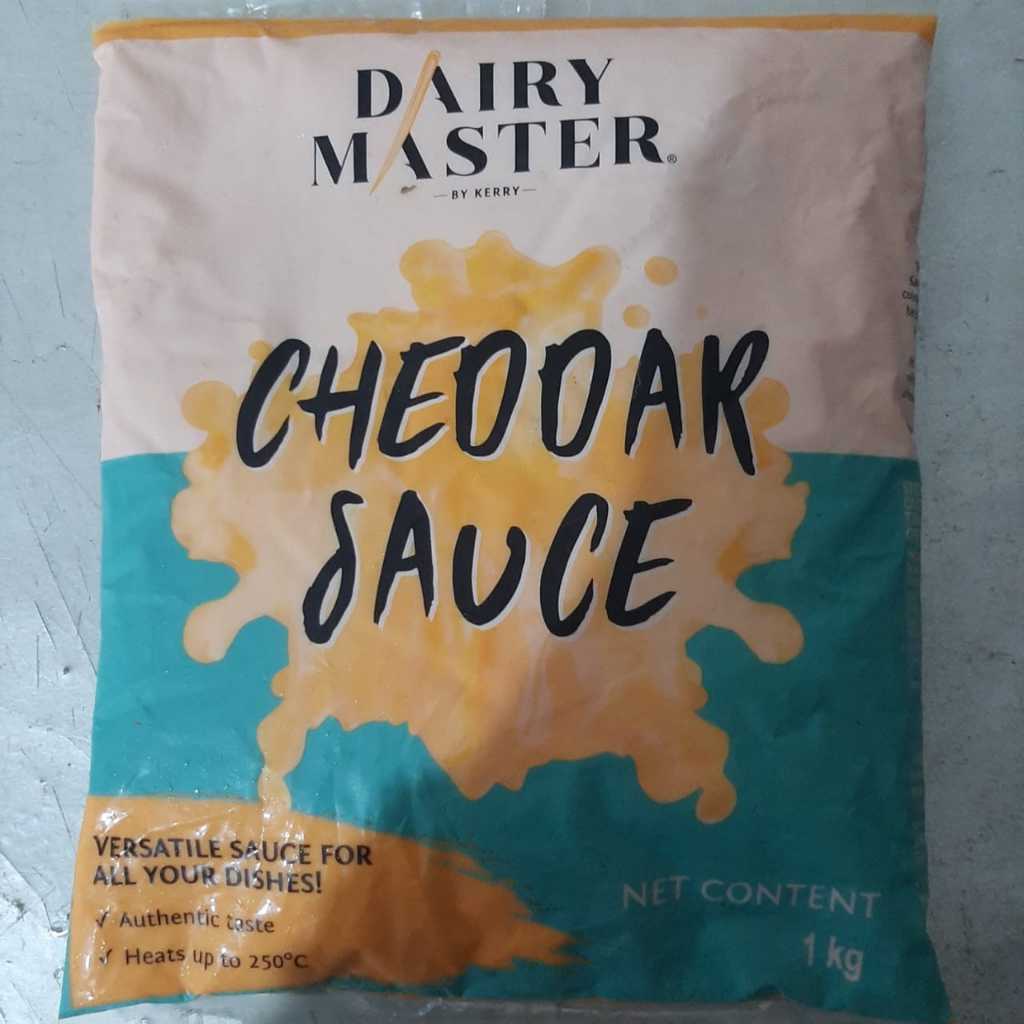 DAIRY
MASTER®
BY KERRY
CHEDDAR
SAUCE
VERSATILE SAUCE FOR
ALL YOUR DISHES!
✓ Authentic taste
✓ Heats up to 250°C
NET CONTENT
1 kg